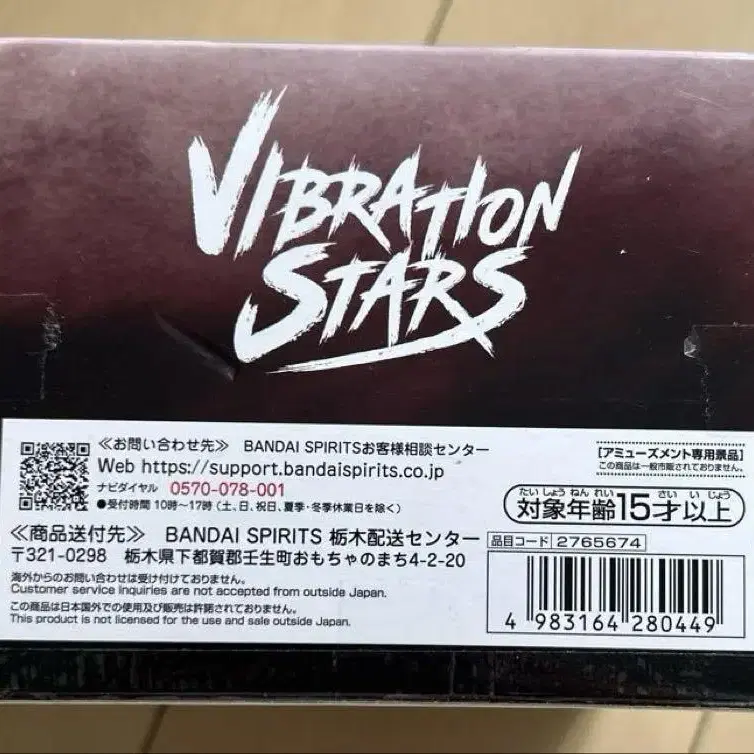 VIBRATION
STARS
≪お問い合わせ先≫ BANDAI SPIRITSお客様相談センター
Web https://support.bandaispirits.co.jp
ナビダイヤル 0570-078-001
●受付時間 10時〜17時(土、日、祝日、夏季・冬季休業日を除く)
[アミューズメント専用景品]
この商品は一般市販されておりません。
たい しょう ねん れい さい い じょう
対象年齢15才以上
≪商品送付先≫ BANDAI SPIRITS 栃木配送センター
〒321-0298 栃木県下都賀郡壬生町おもちゃのまち4-2-20
海外からのお問い合わせは受け付けておりません。
Customer service inquiries are not accepted from outside Japan.
この商品は日本国外での使用及び販売は許諾されておりません。
This product is not licensed for the use and sale outside Japan.
品目コード 2765674
4 983164 280449